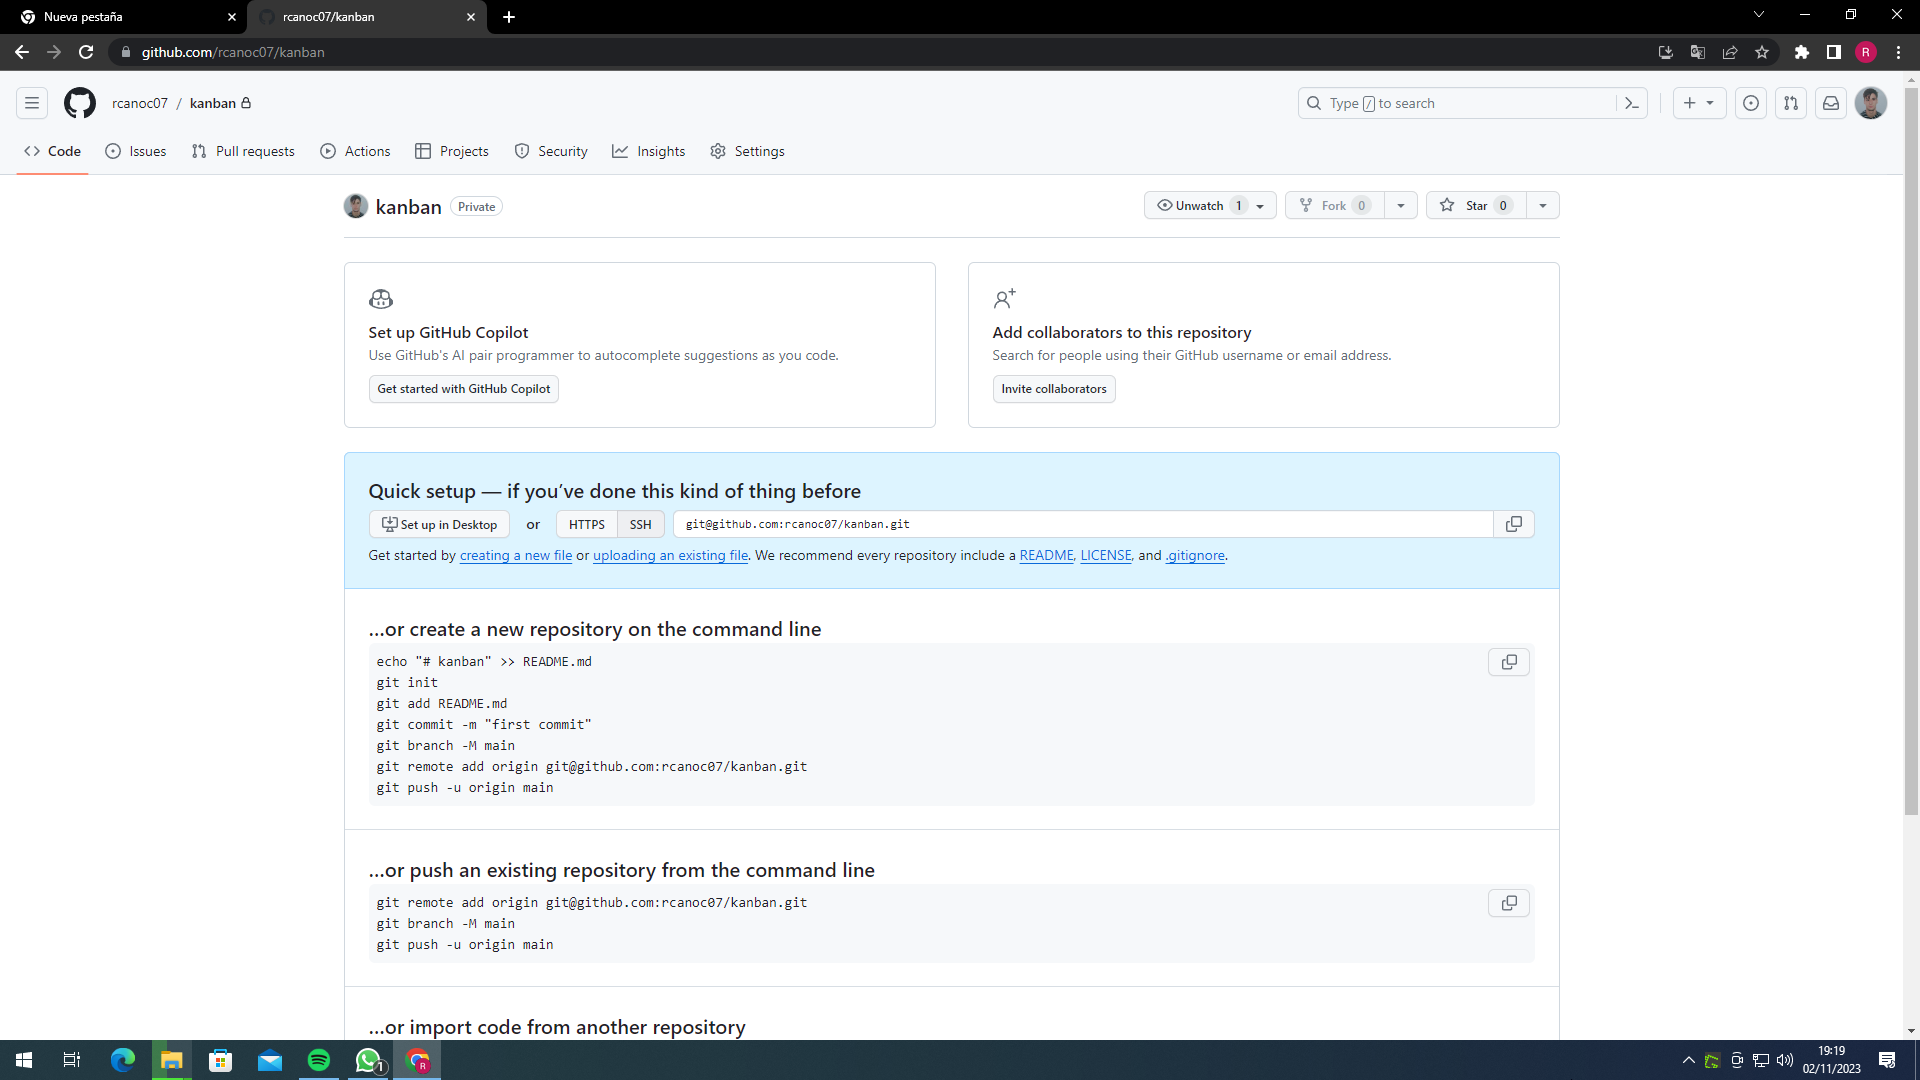 Nueva pestaña
rcanoc07/kanban
github.com/rcanoc07/kanban
R
rcanoc07 / kanban
Type / to search
Code
Issues
Pull requests
Actions
Projects
Security
Insights
Settings
kanban Private
Unwatch 1
Fork 0
Star 0
Set up GitHub Copilot
Use GitHub's AI pair programmer to autocomplete suggestions as you code.
Get started with GitHub Copilot
Add collaborators to this repository
Search for people using their GitHub username or email address.
Invite collaborators
Quick setup — if you’ve done this kind of thing before
Set up in Desktop or HTTPS SSH git@github.com:rcanoc07/kanban.git
Get started by creating a new file or uploading an existing file. We recommend every repository include a README, LICENSE, and .gitignore.
…or create a new repository on the command line
echo "# kanban" >> README.md
git init
git add README.md
git commit -m "first commit"
git branch -M main
git remote add origin git@github.com:rcanoc07/kanban.git
git push -u origin main
…or push an existing repository from the command line
git remote add origin git@github.com:rcanoc07/kanban.git
git branch -M main
git push -u origin main
…or import code from another repository
1
R
19:19
02/11/2023